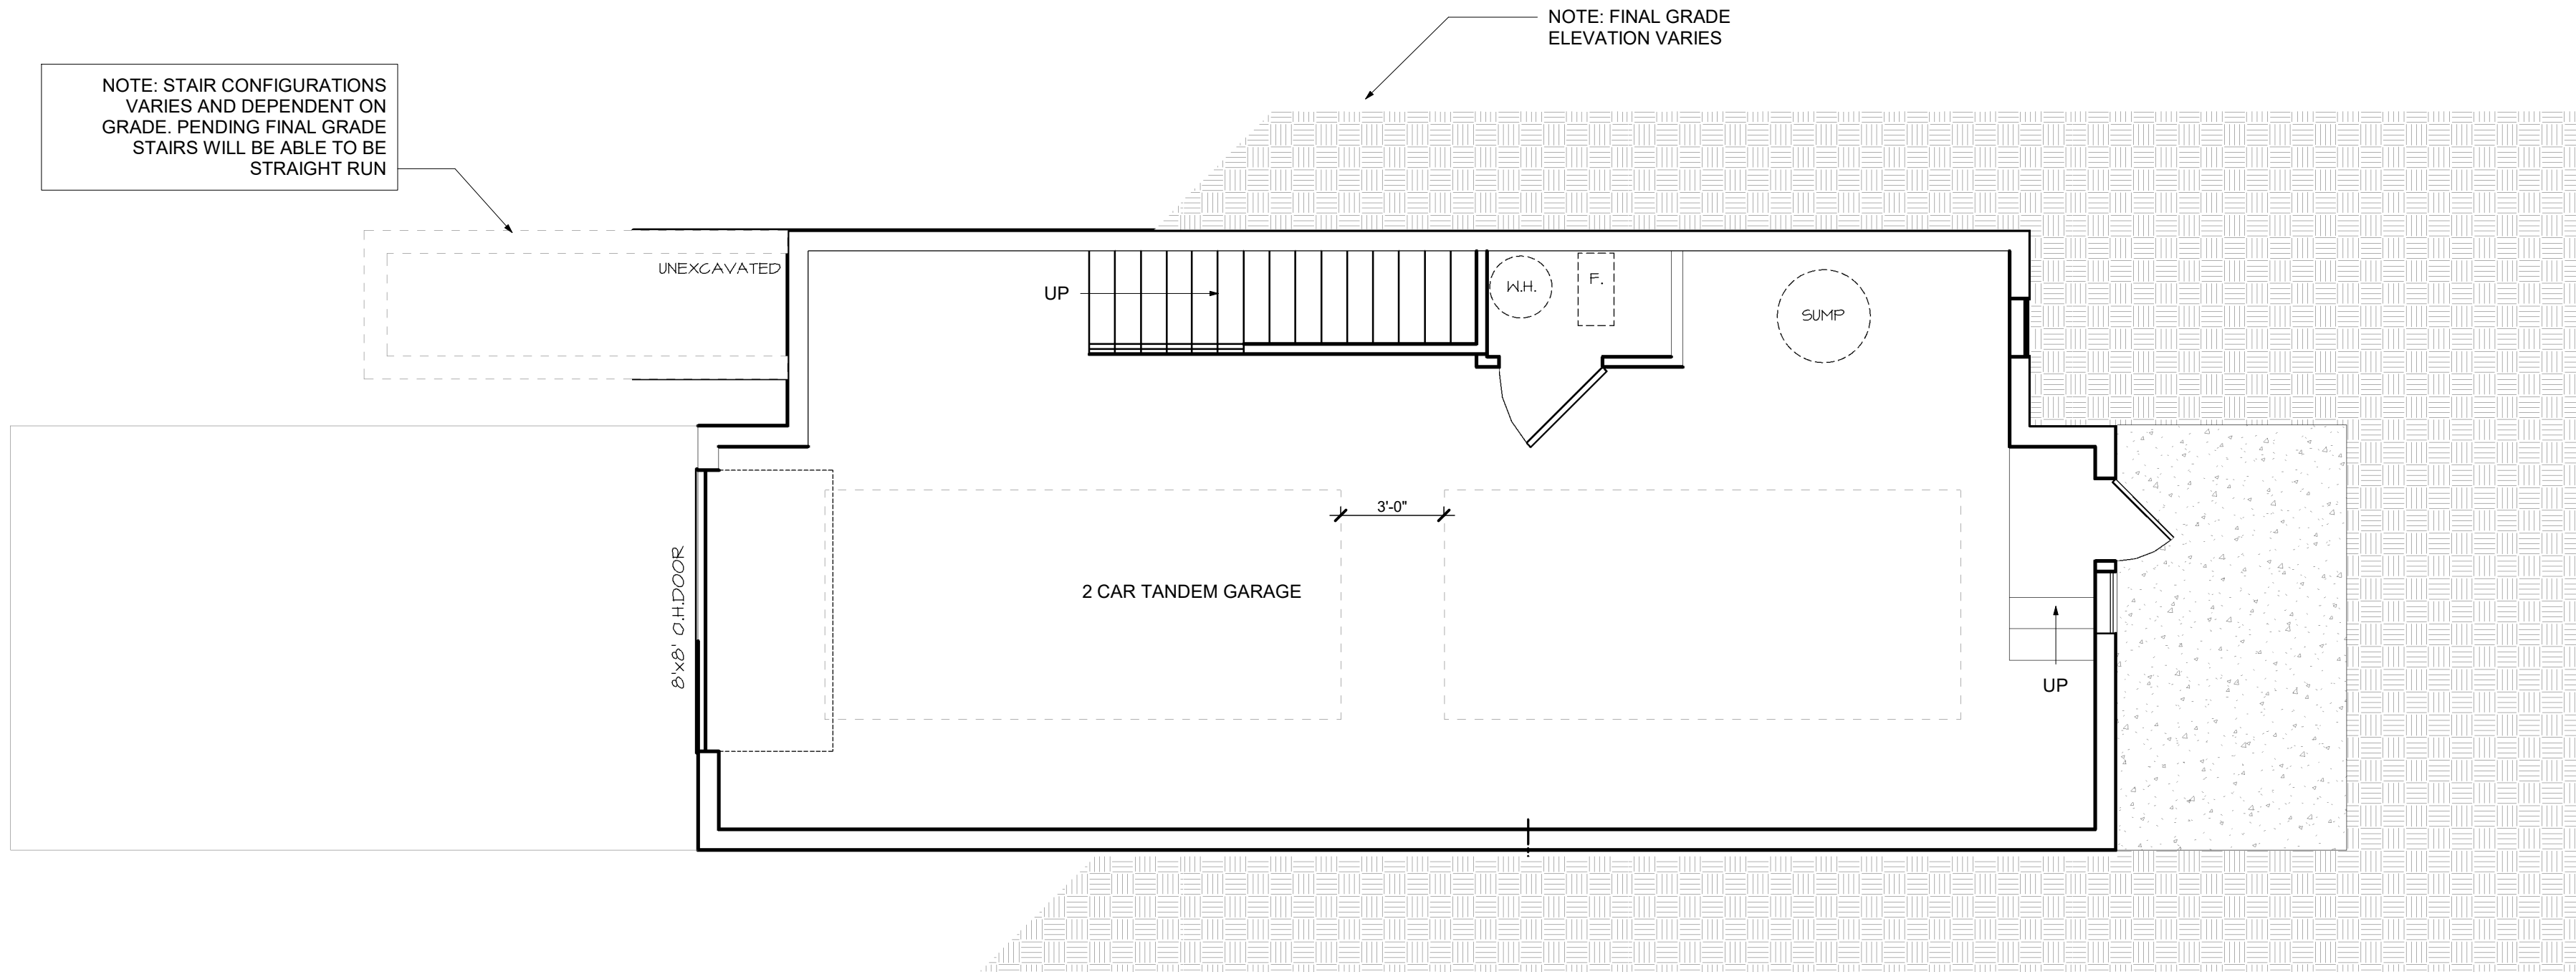 NOTE: FINAL GRADE
ELEVATION VARIES
NOTE: STAIR CONFIGURATIONS
VARIES AND DEPENDENT ON
GRADE. PENDING FINAL GRADE
STAIRS WILL BE ABLE TO BE
STRAIGHT RUN
UNEXCAVATED
UP
W.H.
F.
SUMP
3'-0"
8'x8' O.H.DOOR
2 CAR TANDEM GARAGE
UP